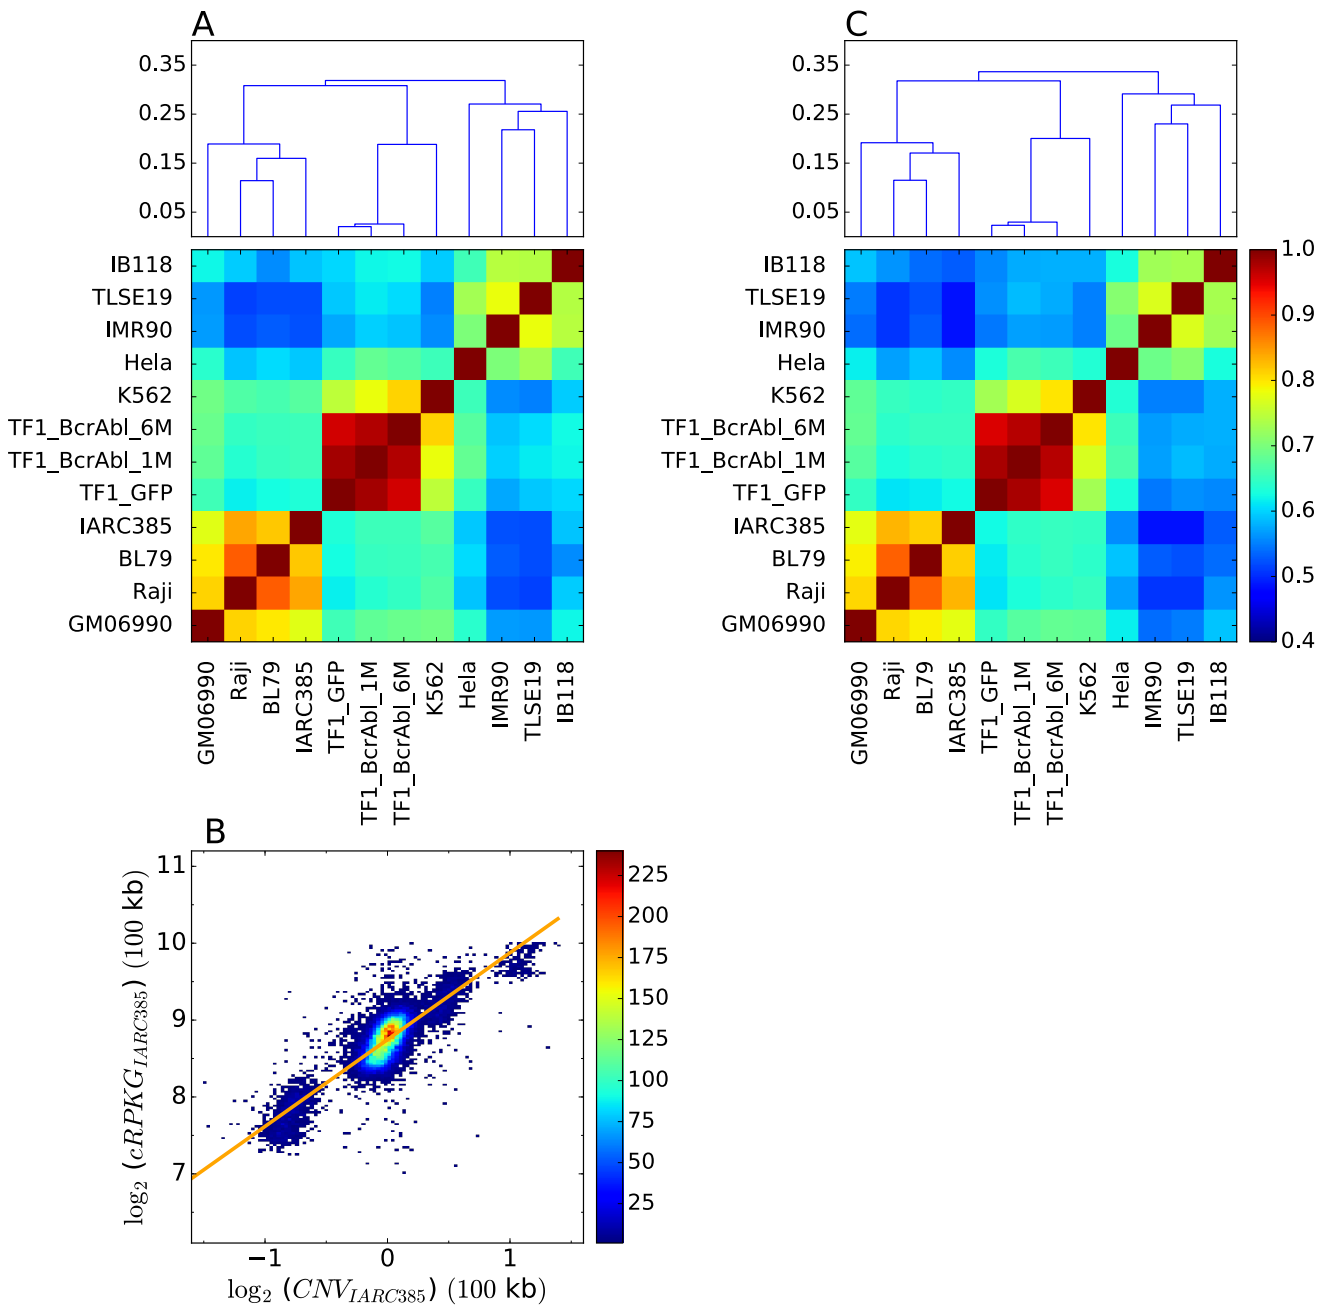 A
0.35
0.25
0.15
0.05
IB118
TLSE19
IMR90
Hela
K562
TF1_BcrAbl_6M
TF1_BcrAbl_1M
TF1_GFP
IARC385
BL79
Raji
GM06990
GM06990
Raji
BL79
IARC385
TF1_GFP
TF1_BcrAbl_1M
TF1_BcrAbl_6M
K562
Hela
IMR90
TLSE19
IB118
C
0.35
0.25
0.15
0.05
IB118
TLSE19
IMR90
Hela
K562
TF1_BcrAbl_6M
TF1_BcrAbl_1M
TF1_GFP
IARC385
BL79
Raji
GM06990
GM06990
Raji
BL79
IARC385
TF1_GFP
TF1_BcrAbl_1M
TF1_BcrAbl_6M
K562
Hela
IMR90
TLSE19
IB118
1.0
0.9
0.8
0.7
0.6
0.5
0.4
B
log₂ (cRPKG_IARC385) (100 kb)
11
10
9
8
7
−1 0 1
log₂ (CNV_IARC385) (100 kb)
225
200
175
150
125
100
75
50
25